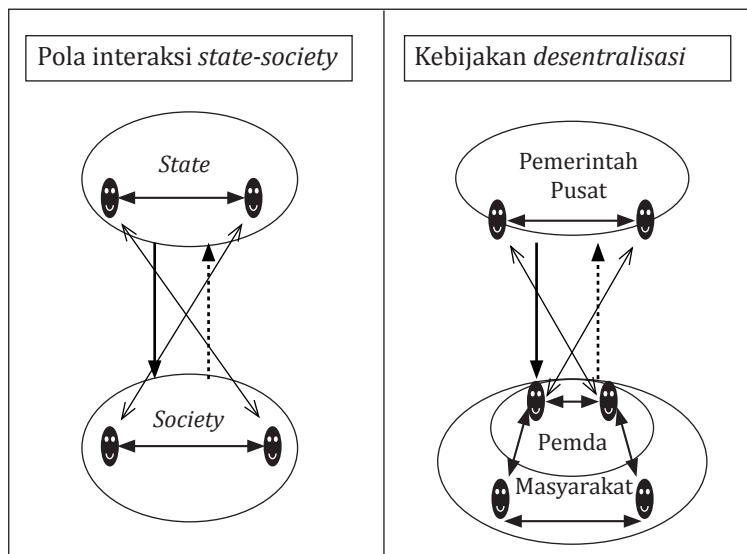 Pola interaksi state-society
State
Society
Kebijakan desentralisasi
Pemerintah
Pusat
Pemda
Masyarakat